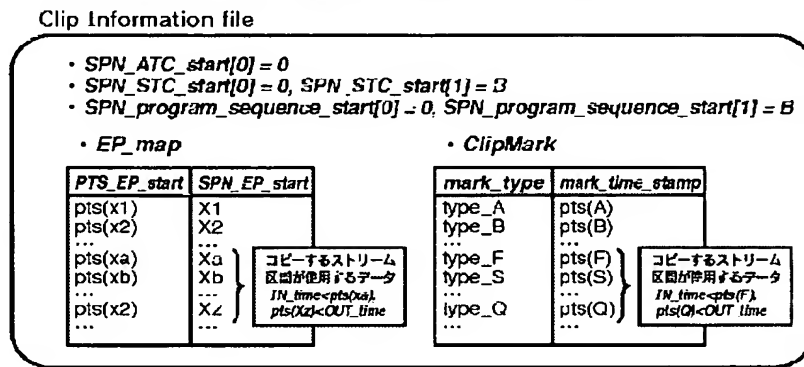 Clip Information file
• SPN_ATC_start[0] = 0
• SPN_STC_start[0] = 0, SPN_STC_start[1] = B
• SPN_program_sequence_start[0] = 0, SPN_program_sequence_start[1] = B
• EP_map
PTS_EP_start SPN_EP_start
pts(x1) X1
pts(x2) X2
... ...
pts(xa) Xa
pts(xb) Xb
... ...
pts(x2) Xz
... ...
コピーするストリーム
区間が使用するデータ
IN_time<pts(xa),
pts(xz)<OUT_time
• ClipMark
mark_type mark_time_stamp
type_A pts(A)
type_B pts(B)
... ...
type_F pts(F)
type_S pts(S)
... ...
type_Q pts(Q)
... ...
コピーするストリーム
区間が使用するデータ
IN_time<pts(F),
pts(Q)<OUT_time